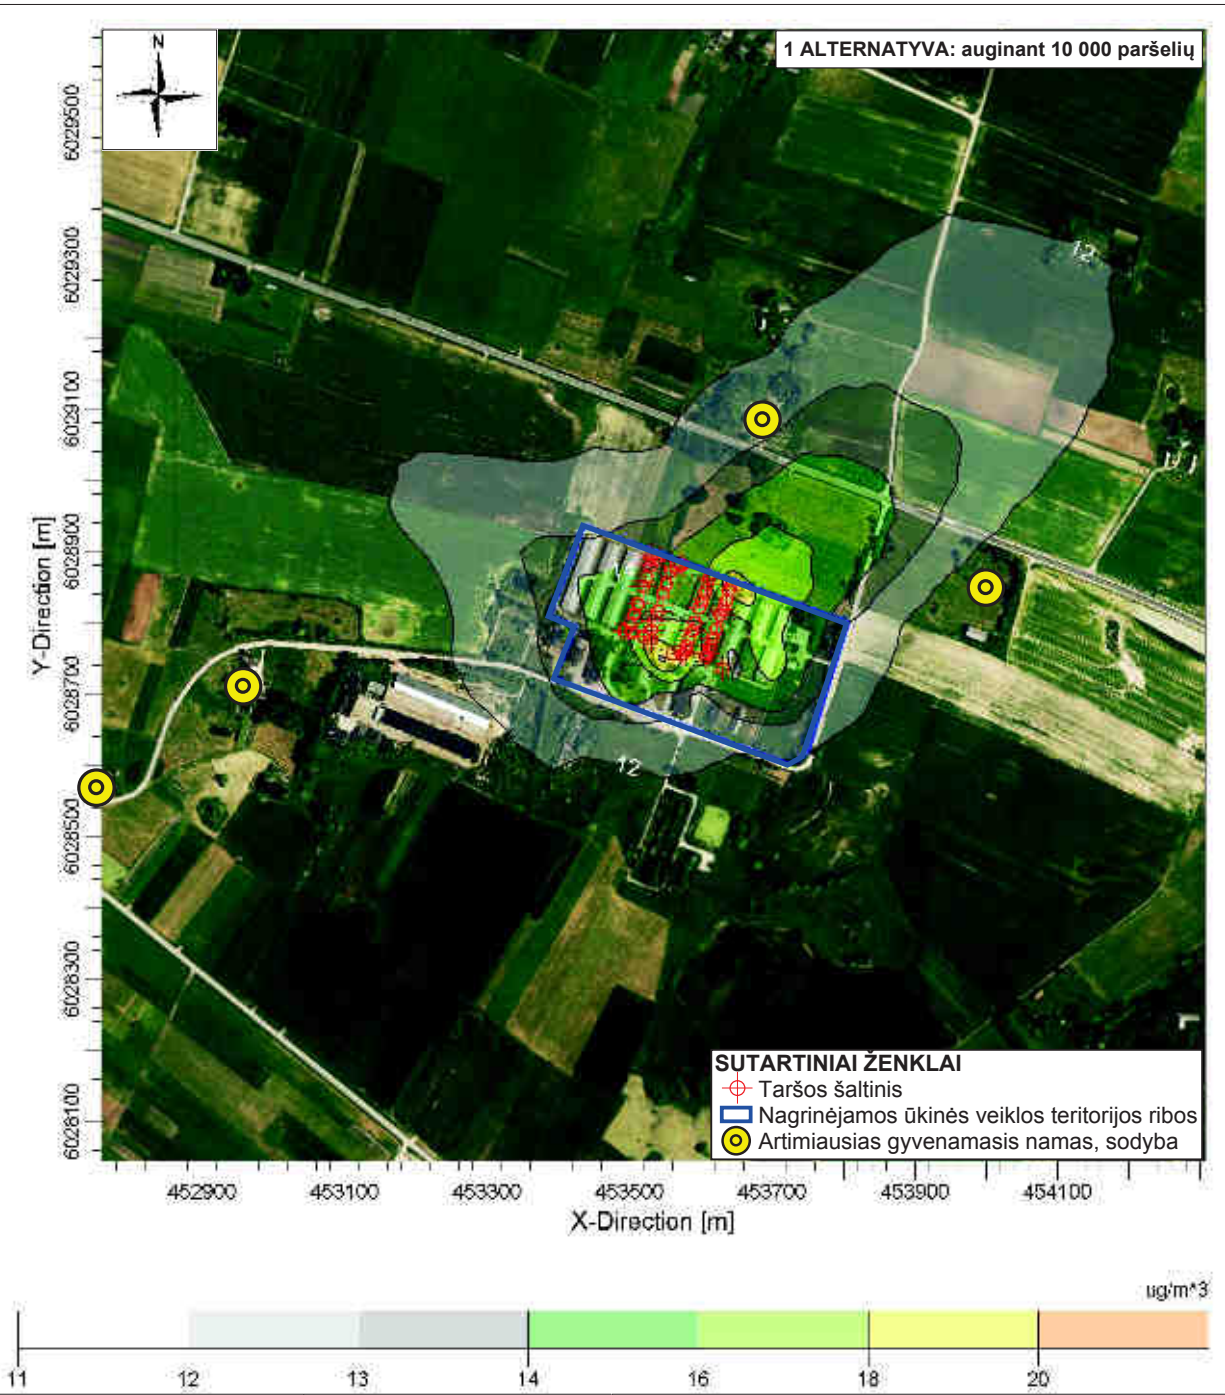 N
1 ALTERNATYVA: auginant 10 000 paršelių
6029500
6029300
6029100
6028900
6028700
6028500
6028300
6028100
Y-Direction [m]
12
12
SUTARTINIAI ŽENKLAI
Taršos šaltinis
Nagrinėjamos ūkinės veiklos teritorijos ribos
Artimiausias gyvenamasis namas, sodyba
452900 453100 453300 453500 453700 453900 454100
X-Direction [m]
ug/m^3
11 12 13 14 16 18 20